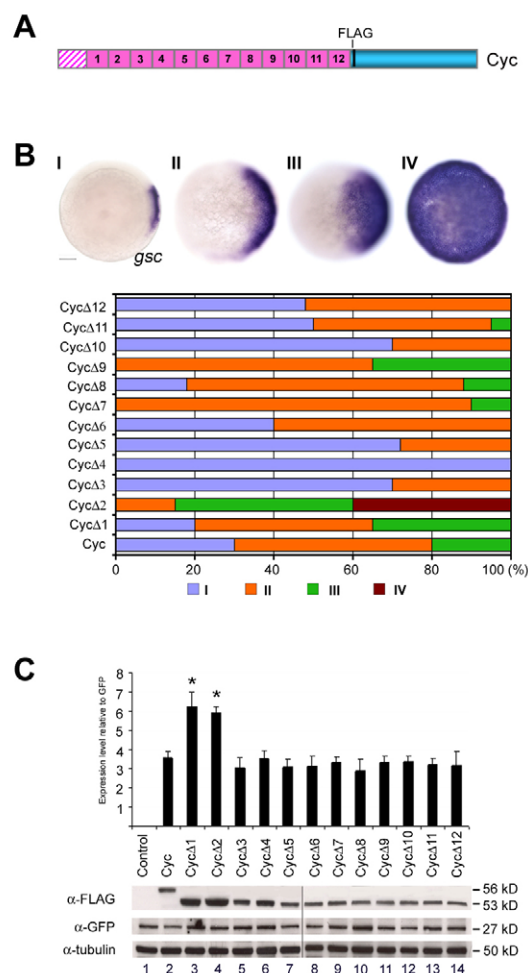 A
FLAG
1 2 3 4 5 6 7 8 9 10 11 12
Cyc
B
I II III IV
gsc
CycΔ12
CycΔ11
CycΔ10
CycΔ9
CycΔ8
CycΔ7
CycΔ6
CycΔ5
CycΔ4
CycΔ3
CycΔ2
CycΔ1
Cyc
0 20 40 60 80 100 (%)
I II III IV
C
Expression level relative to GFP
8
7
6
5
4
3
2
1
Control Cyc CycΔ1 CycΔ2 CycΔ3 CycΔ4 CycΔ5 CycΔ6 CycΔ7 CycΔ8 CycΔ9 CycΔ10 CycΔ11 CycΔ12
* *
α-FLAG
56 kD
53 kD
α-GFP
27 kD
α-tubulin
50 kD
1 2 3 4 5 6 7 8 9 10 11 12 13 14